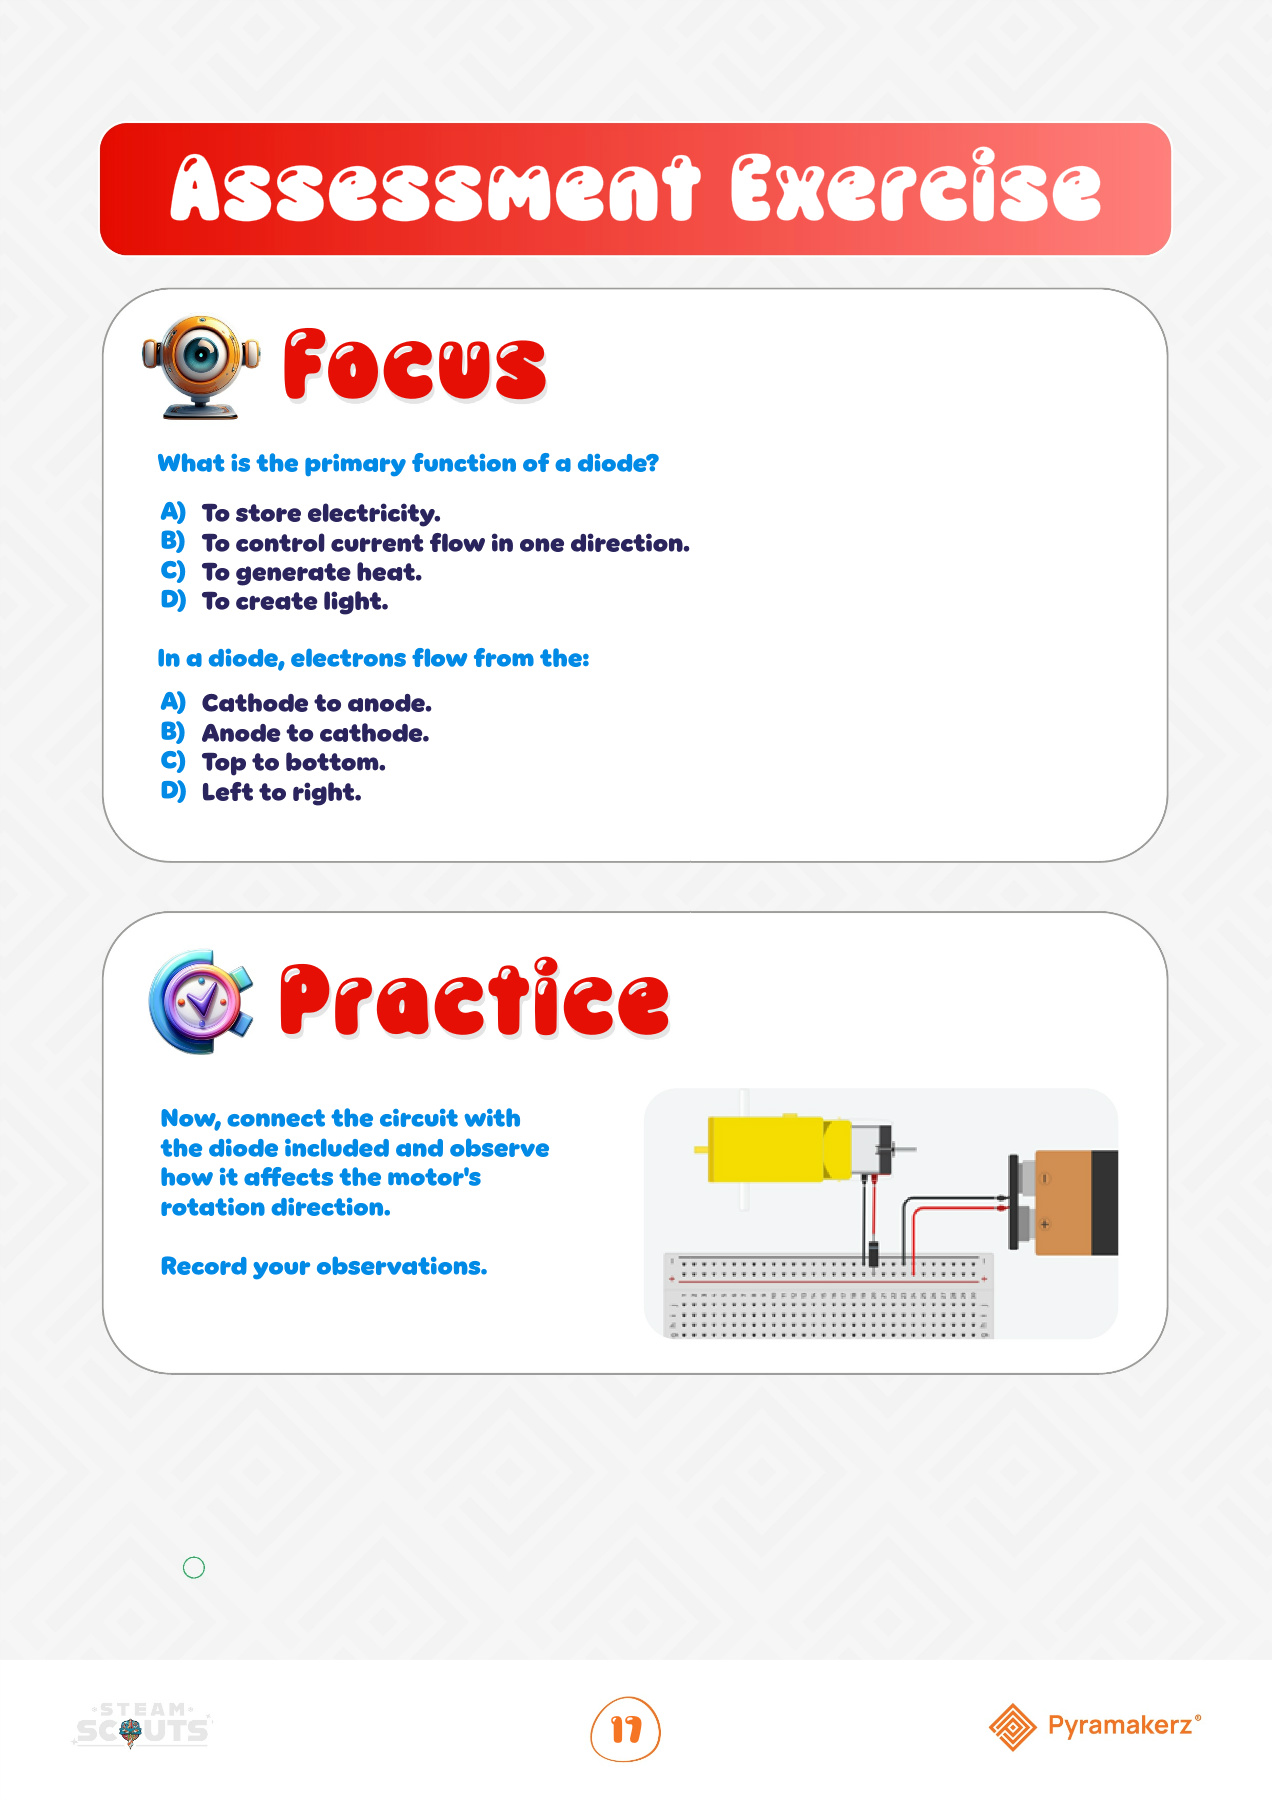 Assessment Exercise
Focus
What is the primary function of a diode?
A) To store electricity.
B) To control current flow in one direction.
C) To generate heat.
D) To create light.
In a diode, electrons flow from the:
A) Cathode to anode.
B) Anode to cathode.
C) Top to bottom.
D) Left to right.
Practice
Now, connect the circuit with
the diode included and observe
how it affects the motor's
rotation direction.
Record your observations.
STEAM
SCOUTS
17
Pyramakerz®